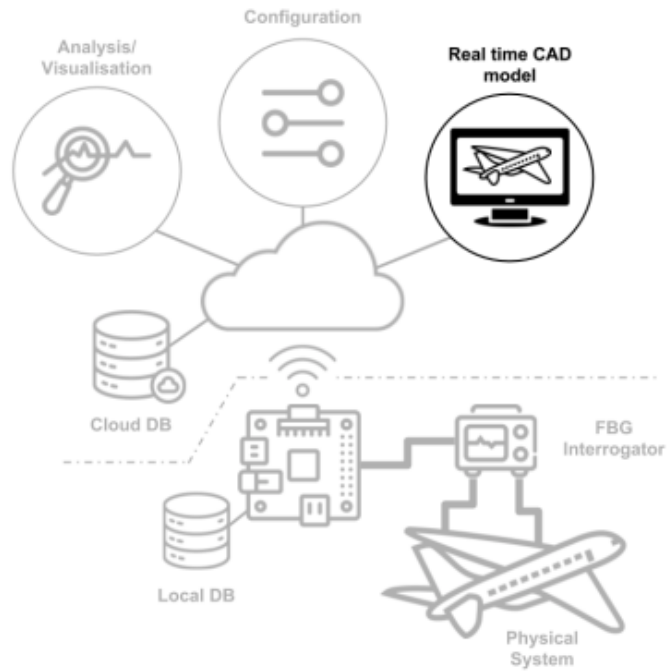 Configuration
Analysis/
Visualisation
Real time CAD
model
Cloud DB
FBG
Interrogator
Local DB
Physical
System